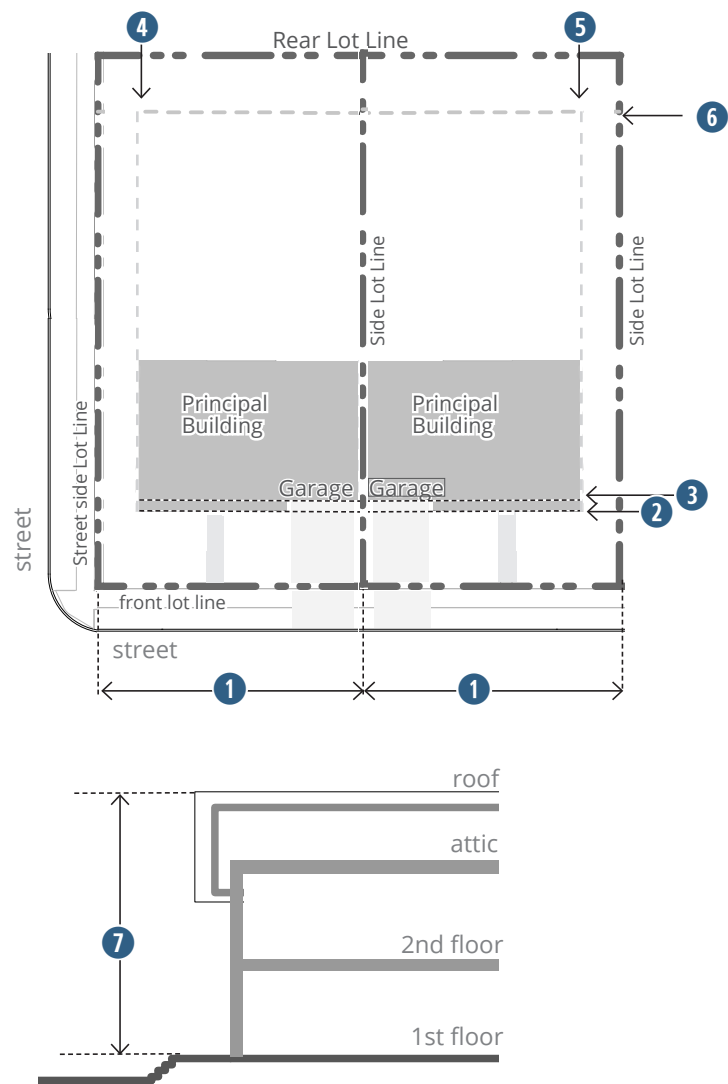 4
5
Rear Lot Line
6
Side Lot Line
Side Lot Line
Street side Lot Line
street
Principal
Building
Principal
Building
Garage
Garage
3
2
front lot line
street
1
1
roof
attic
7
2nd floor
1st floor